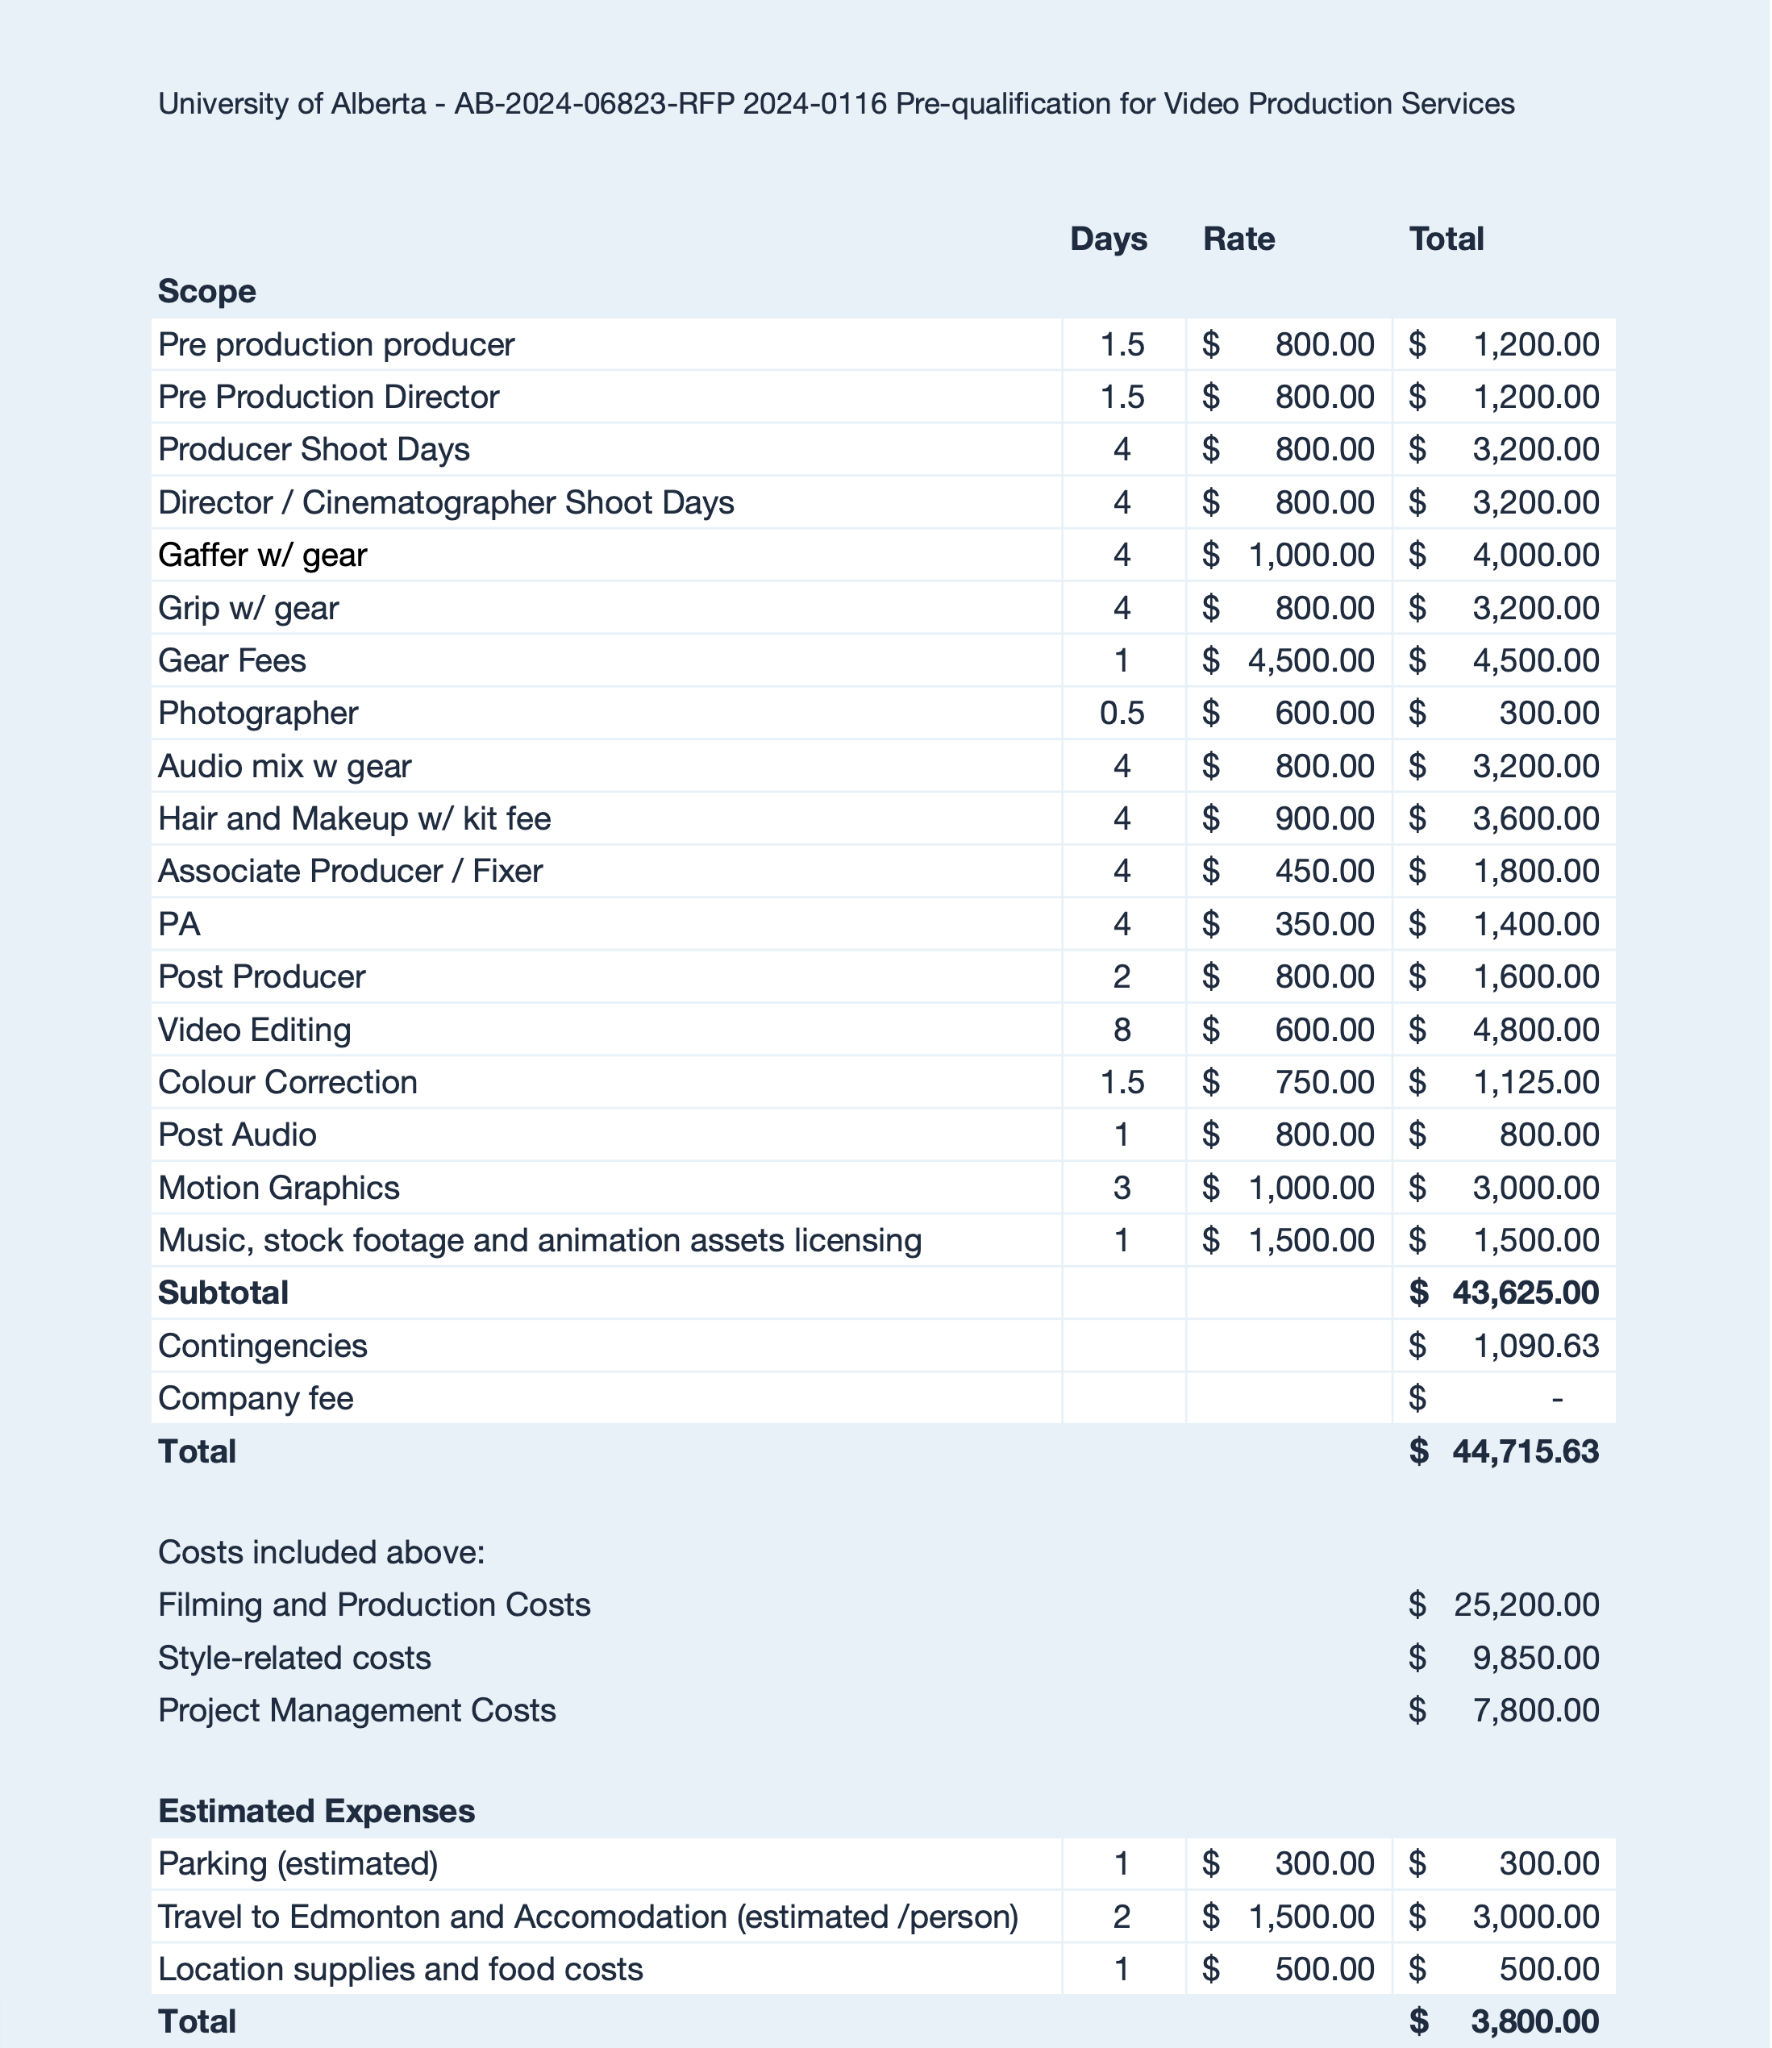 University of Alberta - AB-2024-06823-RFP 2024-0116 Pre-qualification for Video Production Services
Days Rate Total
Scope
Pre production producer 1.5 $ 800.00 $ 1,200.00
Pre Production Director 1.5 $ 800.00 $ 1,200.00
Producer Shoot Days 4 $ 800.00 $ 3,200.00
Director / Cinematographer Shoot Days 4 $ 800.00 $ 3,200.00
Gaffer w/ gear 4 $ 1,000.00 $ 4,000.00
Grip w/ gear 4 $ 800.00 $ 3,200.00
Gear Fees 1 $ 4,500.00 $ 4,500.00
Photographer 0.5 $ 600.00 $ 300.00
Audio mix w gear 4 $ 800.00 $ 3,200.00
Hair and Makeup w/ kit fee 4 $ 900.00 $ 3,600.00
Associate Producer / Fixer 4 $ 450.00 $ 1,800.00
PA 4 $ 350.00 $ 1,400.00
Post Producer 2 $ 800.00 $ 1,600.00
Video Editing 8 $ 600.00 $ 4,800.00
Colour Correction 1.5 $ 750.00 $ 1,125.00
Post Audio 1 $ 800.00 $ 800.00
Motion Graphics 3 $ 1,000.00 $ 3,000.00
Music, stock footage and animation assets licensing 1 $ 1,500.00 $ 1,500.00
Subtotal $ 43,625.00
Contingencies $ 1,090.63
Company fee $ -
Total $ 44,715.63
Costs included above:
Filming and Production Costs $ 25,200.00
Style-related costs $ 9,850.00
Project Management Costs $ 7,800.00
Estimated Expenses
Parking (estimated) 1 $ 300.00 $ 300.00
Travel to Edmonton and Accomodation (estimated /person) 2 $ 1,500.00 $ 3,000.00
Location supplies and food costs 1 $ 500.00 $ 500.00
Total $ 3,800.00